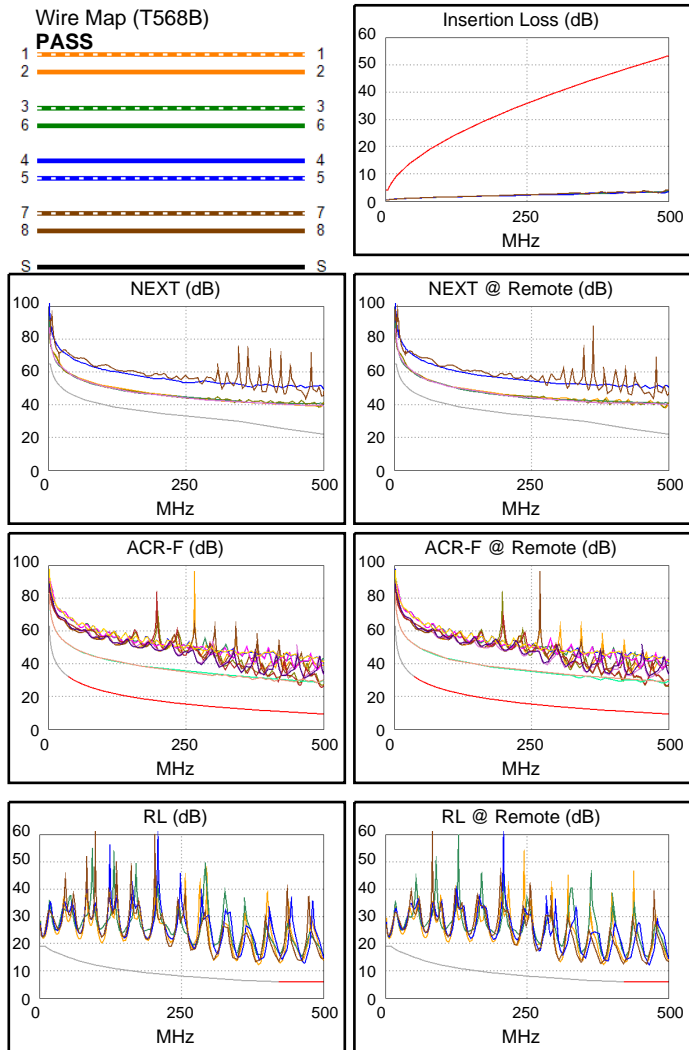 Wire Map (T568B)
PASS
1 1
2 2
3 3
6 6
4 4
5 5
7 7
8 8
S S
Insertion Loss (dB)
60
50
40
30
20
10
0
0 250 500
MHz
NEXT (dB)
100
80
60
40
20
0
0 250 500
MHz
NEXT @ Remote (dB)
100
80
60
40
20
0
0 250 500
MHz
ACR-F (dB)
100
80
60
40
20
0
0 250 500
MHz
ACR-F @ Remote (dB)
100
80
60
40
20
0
0 250 500
MHz
RL (dB)
60
50
40
30
20
10
0
0 250 500
MHz
RL @ Remote (dB)
60
50
40
30
20
10
0
0 250 500
MHz